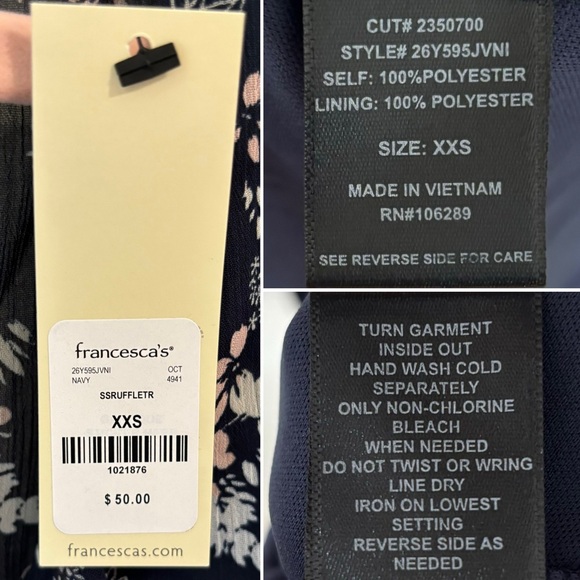 francesca's®
26Y595JVNI OCT
NAVY 4941
SSRUFFLETR
XXS
1021876
$ 50.00
francescas.com
CUT# 2350700
STYLE# 26Y595JVNI
SELF: 100%POLYESTER
LINING: 100% POLYESTER
SIZE: XXS
MADE IN VIETNAM
RN#106289
SEE REVERSE SIDE FOR CARE
TURN GARMENT
INSIDE OUT
HAND WASH COLD
SEPARATELY
ONLY NON-CHLORINE
BLEACH
WHEN NEEDED
DO NOT TWIST OR WRING
LINE DRY
IRON ON LOWEST
SETTING
REVERSE SIDE AS
NEEDED